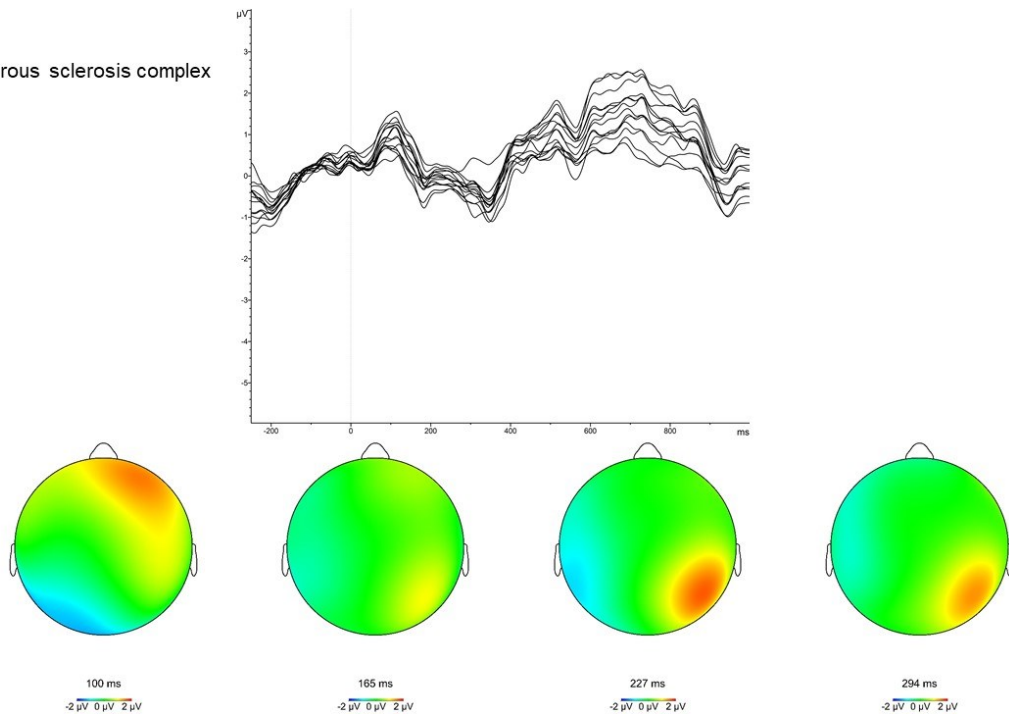 µV
rous sclerosis complex
3
2
1
0
-1
-2
-3
-4
-5
-200 0 200 400 600 800 ms
100 ms 165 ms 227 ms 294 ms
-2 µV 0 µV 2 µV -2 µV 0 µV 2 µV -2 µV 0 µV 2 µV -2 µV 0 µV 2 µV